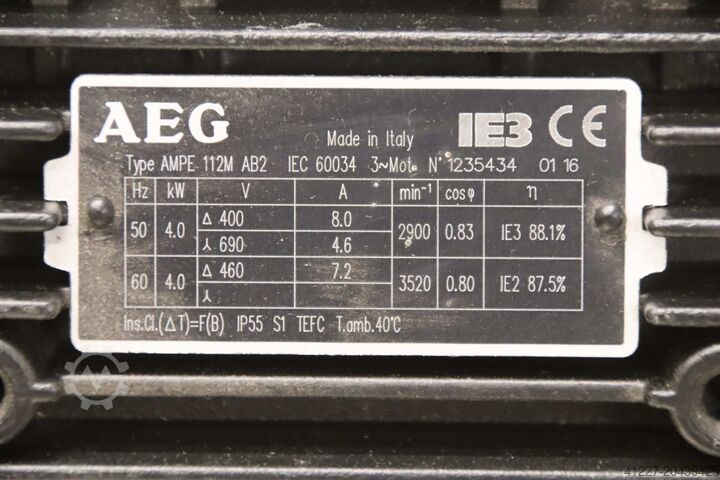 AEG
Made in Italy IE3 CE
Type AMPE 112M AB2 IEC 60034 3~Mot. N° 1235434 01 16
Hz kW V A min⁻¹ cosφ η
50 4.0 Δ 400 8.0 2900 0.83 IE3 88.1%
⅄ 690 4.6
60 4.0 Δ 460 7.2 3520 0.80 IE2 87.5%
⅄
Ins.Cl.(ΔT)=F(B) IP55 S1 TEFC T.amb.40°C